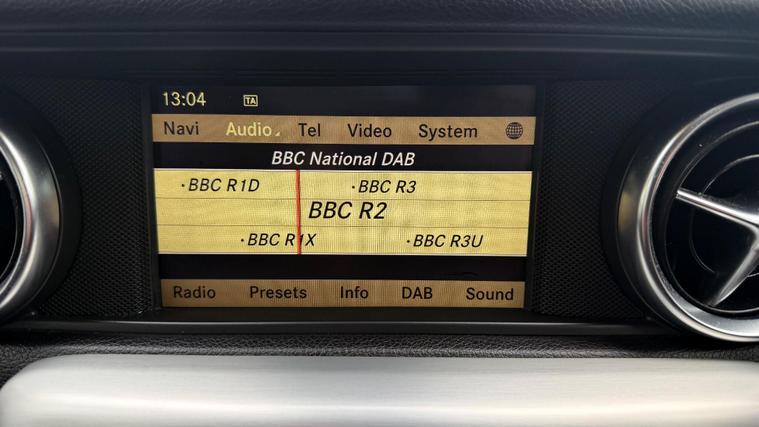 13:04 TA
Navi Audio Tel Video System
BBC National DAB
·BBC R1D ·BBC R3
BBC R2
·BBC R1X ·BBC R3U
Radio Presets Info DAB Sound